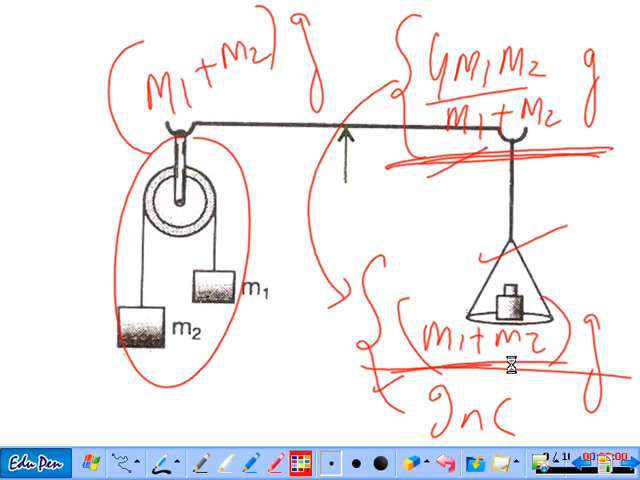 (m1+m2) g
4m1m2 g
m1+m2
m1
m2
(m1+m2) g
Edu Pen